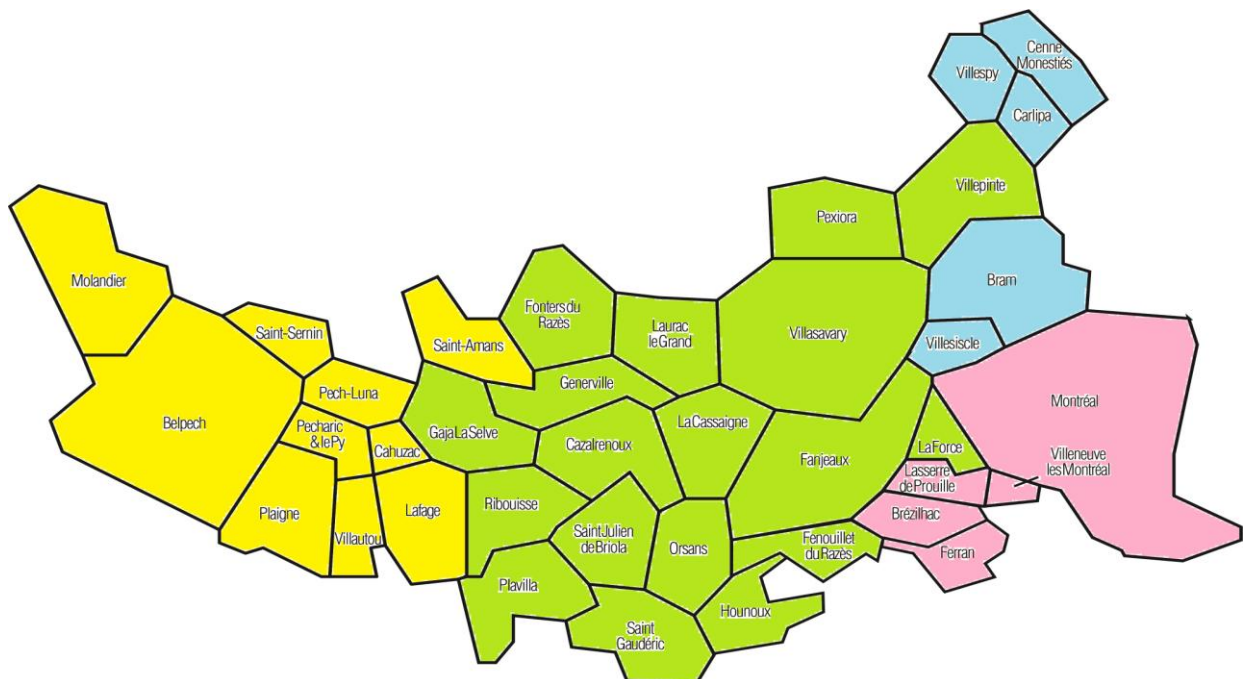 Cenne
Monestiés
Villespy
Carlipa
Villepinte
Pexiora
Molandier
Bram
Fonters du
Razès
Saint-Sernin
Laurac
le Grand
Villasavary
Saint-Amans
Villesiscle
Generville
Pech-Luna
Montréal
Belpech
La Cassaigne
Pecharic
& le Py
Gaja La Selve
Cazalrenoux
Cahuzac
Fanjeaux
La Force
Villeneuve
les Montréal
Lasserre
de Prouille
Ribouisse
Lafage
Plaigne
Villautou
Brézilhac
Saint Julien
de Briola
Orsans
Fenouillet
du Razès
Ferran
Plavilla
Hounoux
Saint
Gaudéric